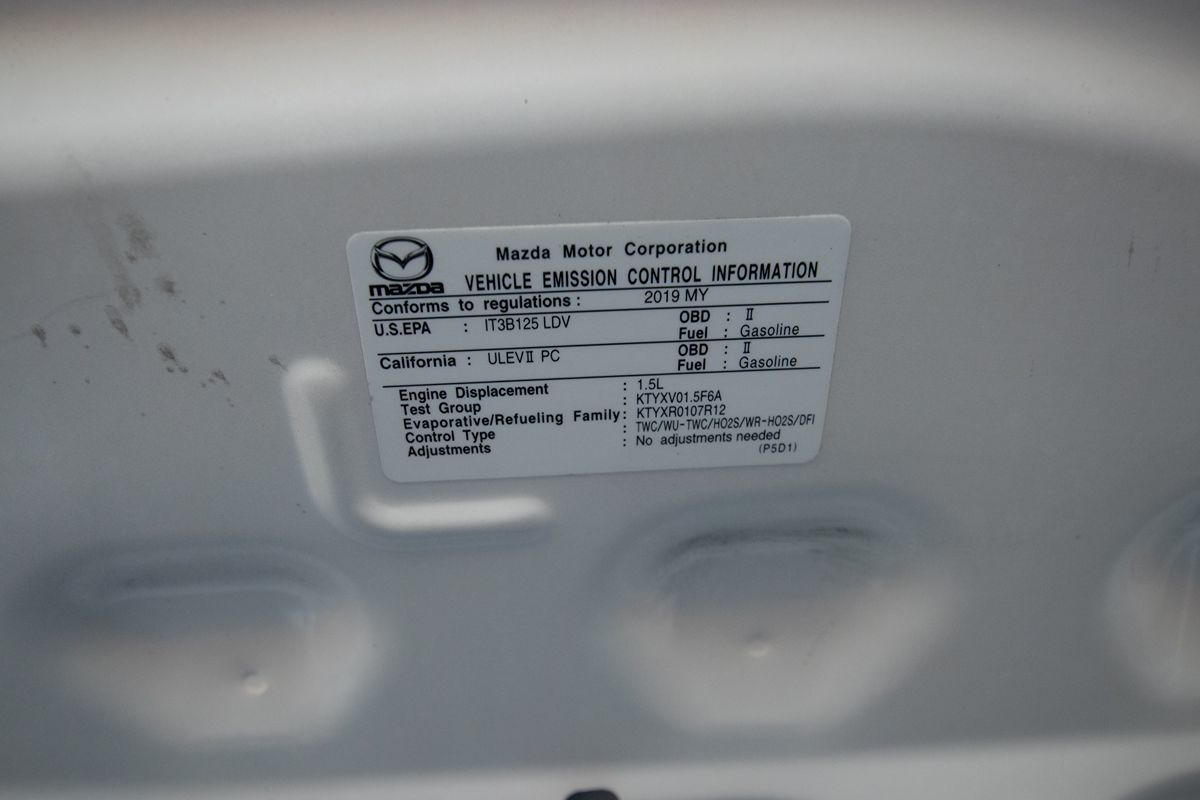 mazda
Mazda Motor Corporation
VEHICLE EMISSION CONTROL INFORMATION
Conforms to regulations : 2019 MY
U.S.EPA : IT3B125 LDV OBD : II
Fuel : Gasoline
California : ULEVII PC OBD : II
Fuel : Gasoline
Engine Displacement : 1.5L
Test Group : KTYXV01.5F6A
Evaporative/Refueling Family : KTYXR0107R12
Control Type : TWC/WU-TWC/HO2S/WR-HO2S/DFI
Adjustments : No adjustments needed
(P5D1)